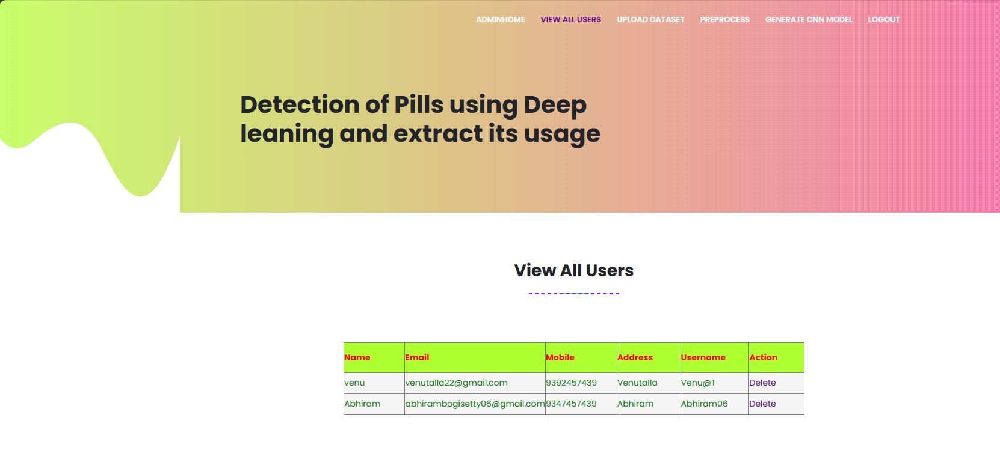 ADMINHOME VIEW ALL USERS UPLOAD DATASET PREPROCESS GENERATE CNN MODEL LOGOUT
Detection of Pills using Deep
leaning and extract its usage
View All Users
Name Email Mobile Address Username Action
venu venutalla22@gmail.com 9392457439 Venutalla Venu@T Delete
Abhiram abhirambogisetty06@gmail.com 9347457439 Abhiram Abhiram06 Delete